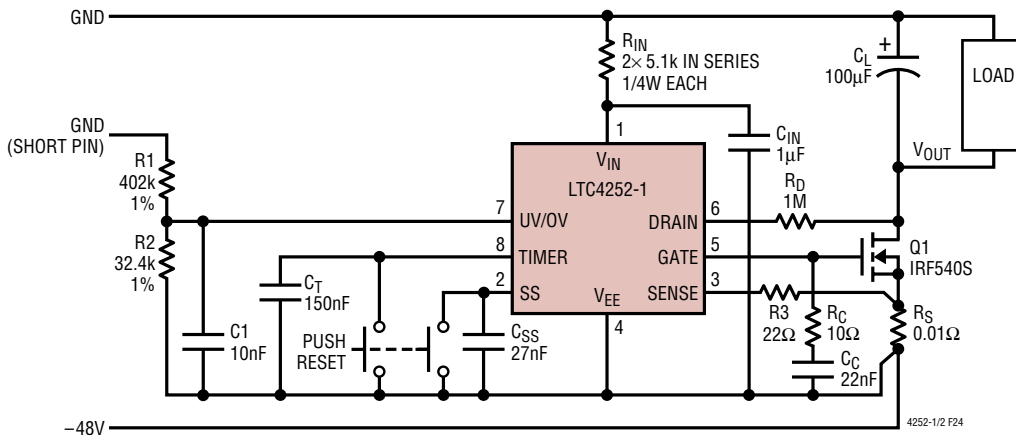 GND
R_IN
2× 5.1k IN SERIES
1/4W EACH
+
C_L
100µF
LOAD
GND
(SHORT PIN)
R1
402k
1%
1
V_IN
C_IN
1µF
LTC4252-1
R_D
1M
V_OUT
7
UV/OV
DRAIN
6
R2
32.4k
1%
8
TIMER
GATE
5
Q1
IRF540S
C_T
150nF
2
SS
V_EE
SENSE
3
4
C1
10nF
PUSH
RESET
C_SS
27nF
R3
22Ω
R_C
10Ω
R_S
0.01Ω
C_C
22nF
−48V
4252-1/2 F24